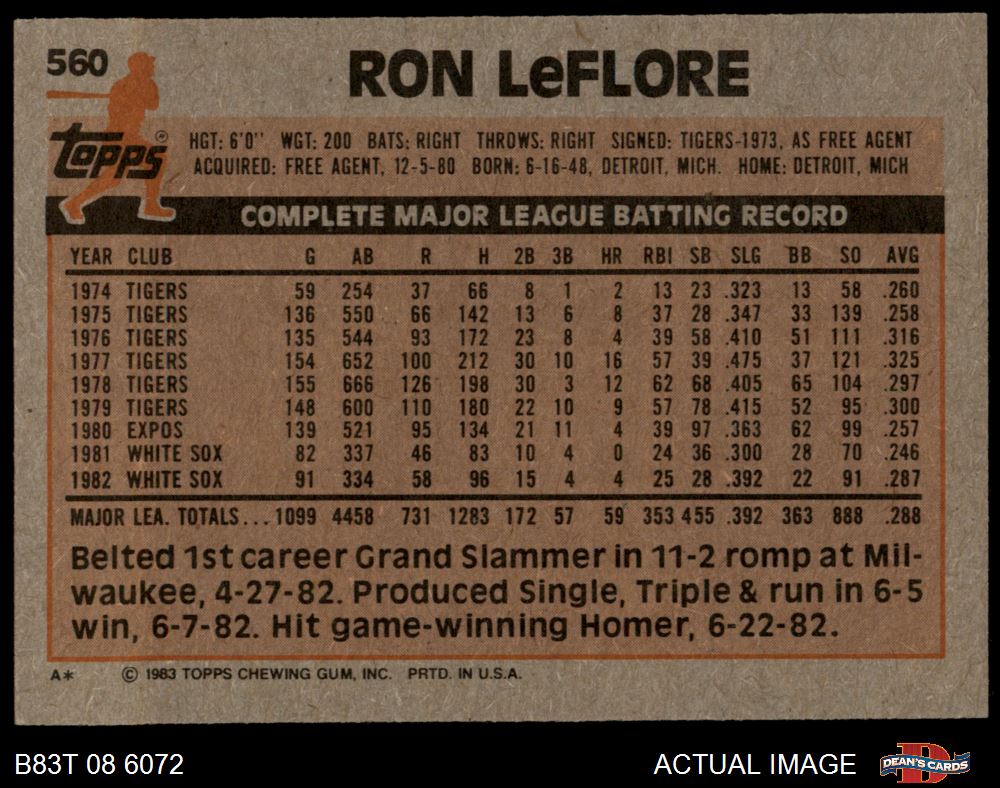 560
RON LeFLORE
Topps
HGT: 6'0" WGT: 200 BATS: RIGHT THROWS: RIGHT SIGNED: TIGERS-1973, AS FREE AGENT
ACQUIRED: FREE AGENT, 12-5-80 BORN: 6-16-48, DETROIT, MICH. HOME: DETROIT, MICH
COMPLETE MAJOR LEAGUE BATTING RECORD
YEAR CLUB G AB R H 2B 3B HR RBI SB SLG BB SO AVG
1974 TIGERS 59 254 37 66 8 1 2 13 23 .323 13 58 .260
1975 TIGERS 136 550 66 142 13 6 8 37 28 .347 33 139 .258
1976 TIGERS 135 544 93 172 23 8 4 39 58 .410 51 111 .316
1977 TIGERS 154 652 100 212 30 10 16 57 39 .475 37 121 .325
1978 TIGERS 155 666 126 198 30 3 12 62 68 .405 65 104 .297
1979 TIGERS 148 600 110 180 22 10 9 57 78 .415 52 95 .300
1980 EXPOS 139 521 95 134 21 11 4 39 97 .363 62 99 .257
1981 WHITE SOX 82 337 46 83 10 4 0 24 36 .300 28 70 .246
1982 WHITE SOX 91 334 58 96 15 4 4 25 28 .392 22 91 .287
MAJOR LEA. TOTALS... 1099 4458 731 1283 172 57 59 353 455 .392 363 888 .288
Belted 1st career Grand Slammer in 11-2 romp at Mil-
waukee, 4-27-82. Produced Single, Triple & run in 6-5
win, 6-7-82. Hit game-winning Homer, 6-22-82.
A* © 1983 TOPPS CHEWING GUM, INC. PRTD. IN U.S.A.
B83T 08 6072 ACTUAL IMAGE
DEAN'S CARDS